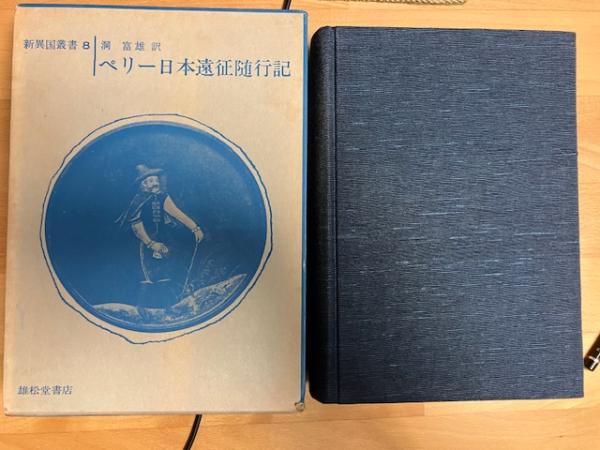 新異国叢書 8
洞 富雄 訳
ペリー日本遠征随行記
雄松堂書店